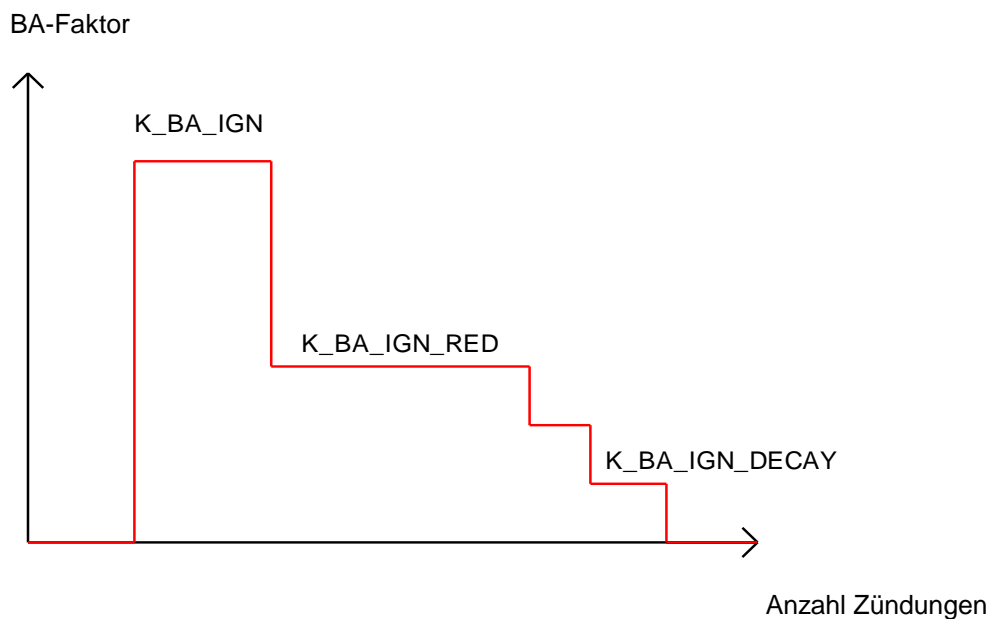 BA-Faktor
K_BA_IGN
K_BA_IGN_RED
K_BA_IGN_DECAY
Anzahl Zündungen